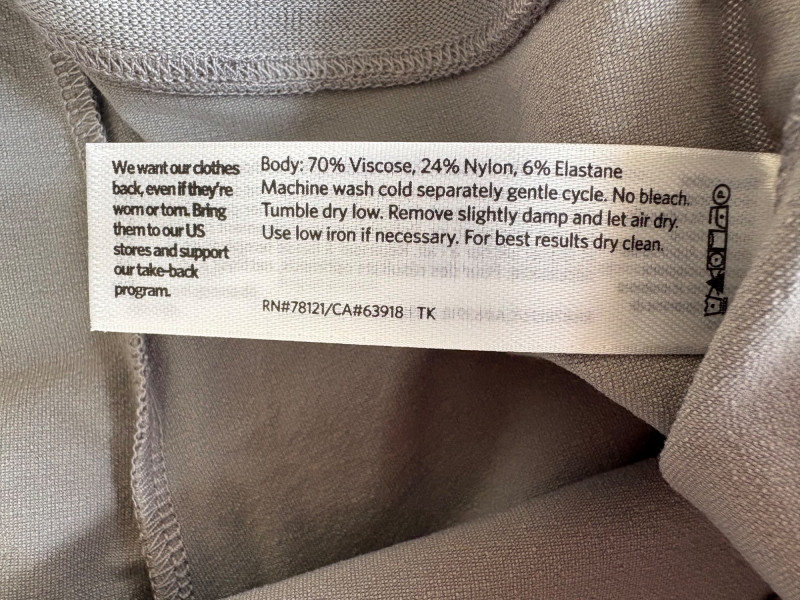 We want our clothes
back, even if they're
worn or torn. Bring
them to our US
stores and support
our take-back
program.
Body: 70% Viscose, 24% Nylon, 6% Elastane
Machine wash cold separately gentle cycle. No bleach.
Tumble dry low. Remove slightly damp and let air dry.
Use low iron if necessary. For best results dry clean.
RN#78121/CA#63918 | TK
P